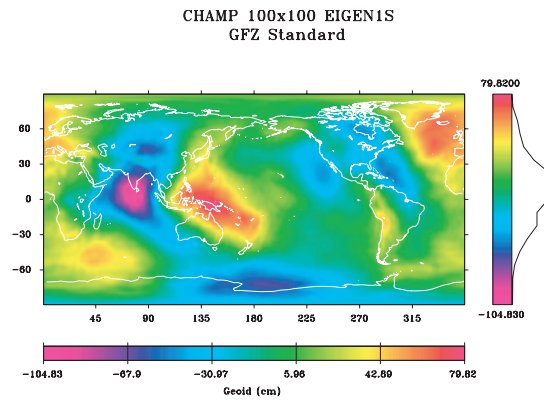 CHAMP 100x100 EIGEN1S
GFZ Standard
79.8200
60
30
0
−30
−60
45 90 135 180 225 270 315
−104.830
−104.83 −67.9 −30.97 5.96 42.89 79.82
Geoid (cm)